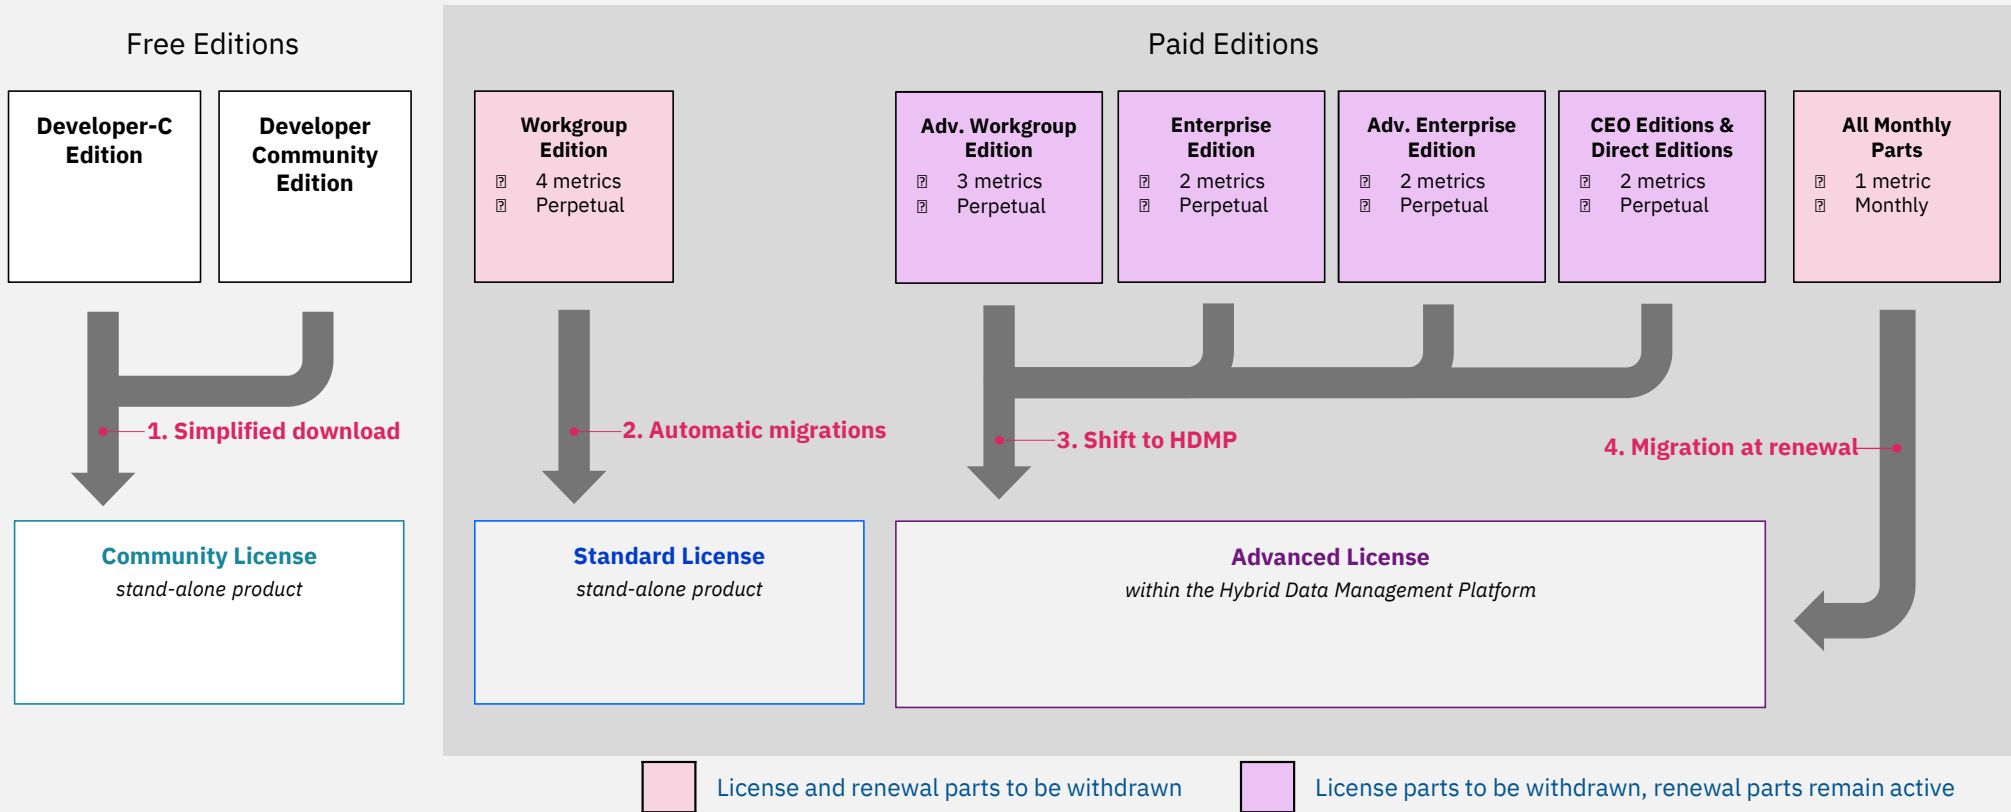 Free Editions
Paid Editions
Developer-C
Edition
Developer
Community
Edition
Workgroup
Edition
4 metrics
Perpetual
Adv. Workgroup
Edition
3 metrics
Perpetual
Enterprise
Edition
2 metrics
Perpetual
Adv. Enterprise
Edition
2 metrics
Perpetual
CEO Editions &
Direct Editions
2 metrics
Perpetual
All Monthly
Parts
1 metric
Monthly
1. Simplified download
2. Automatic migrations
3. Shift to HDMP
4. Migration at renewal
Community License
stand-alone product
Standard License
stand-alone product
Advanced License
within the Hybrid Data Management Platform
License and renewal parts to be withdrawn
License parts to be withdrawn, renewal parts remain active